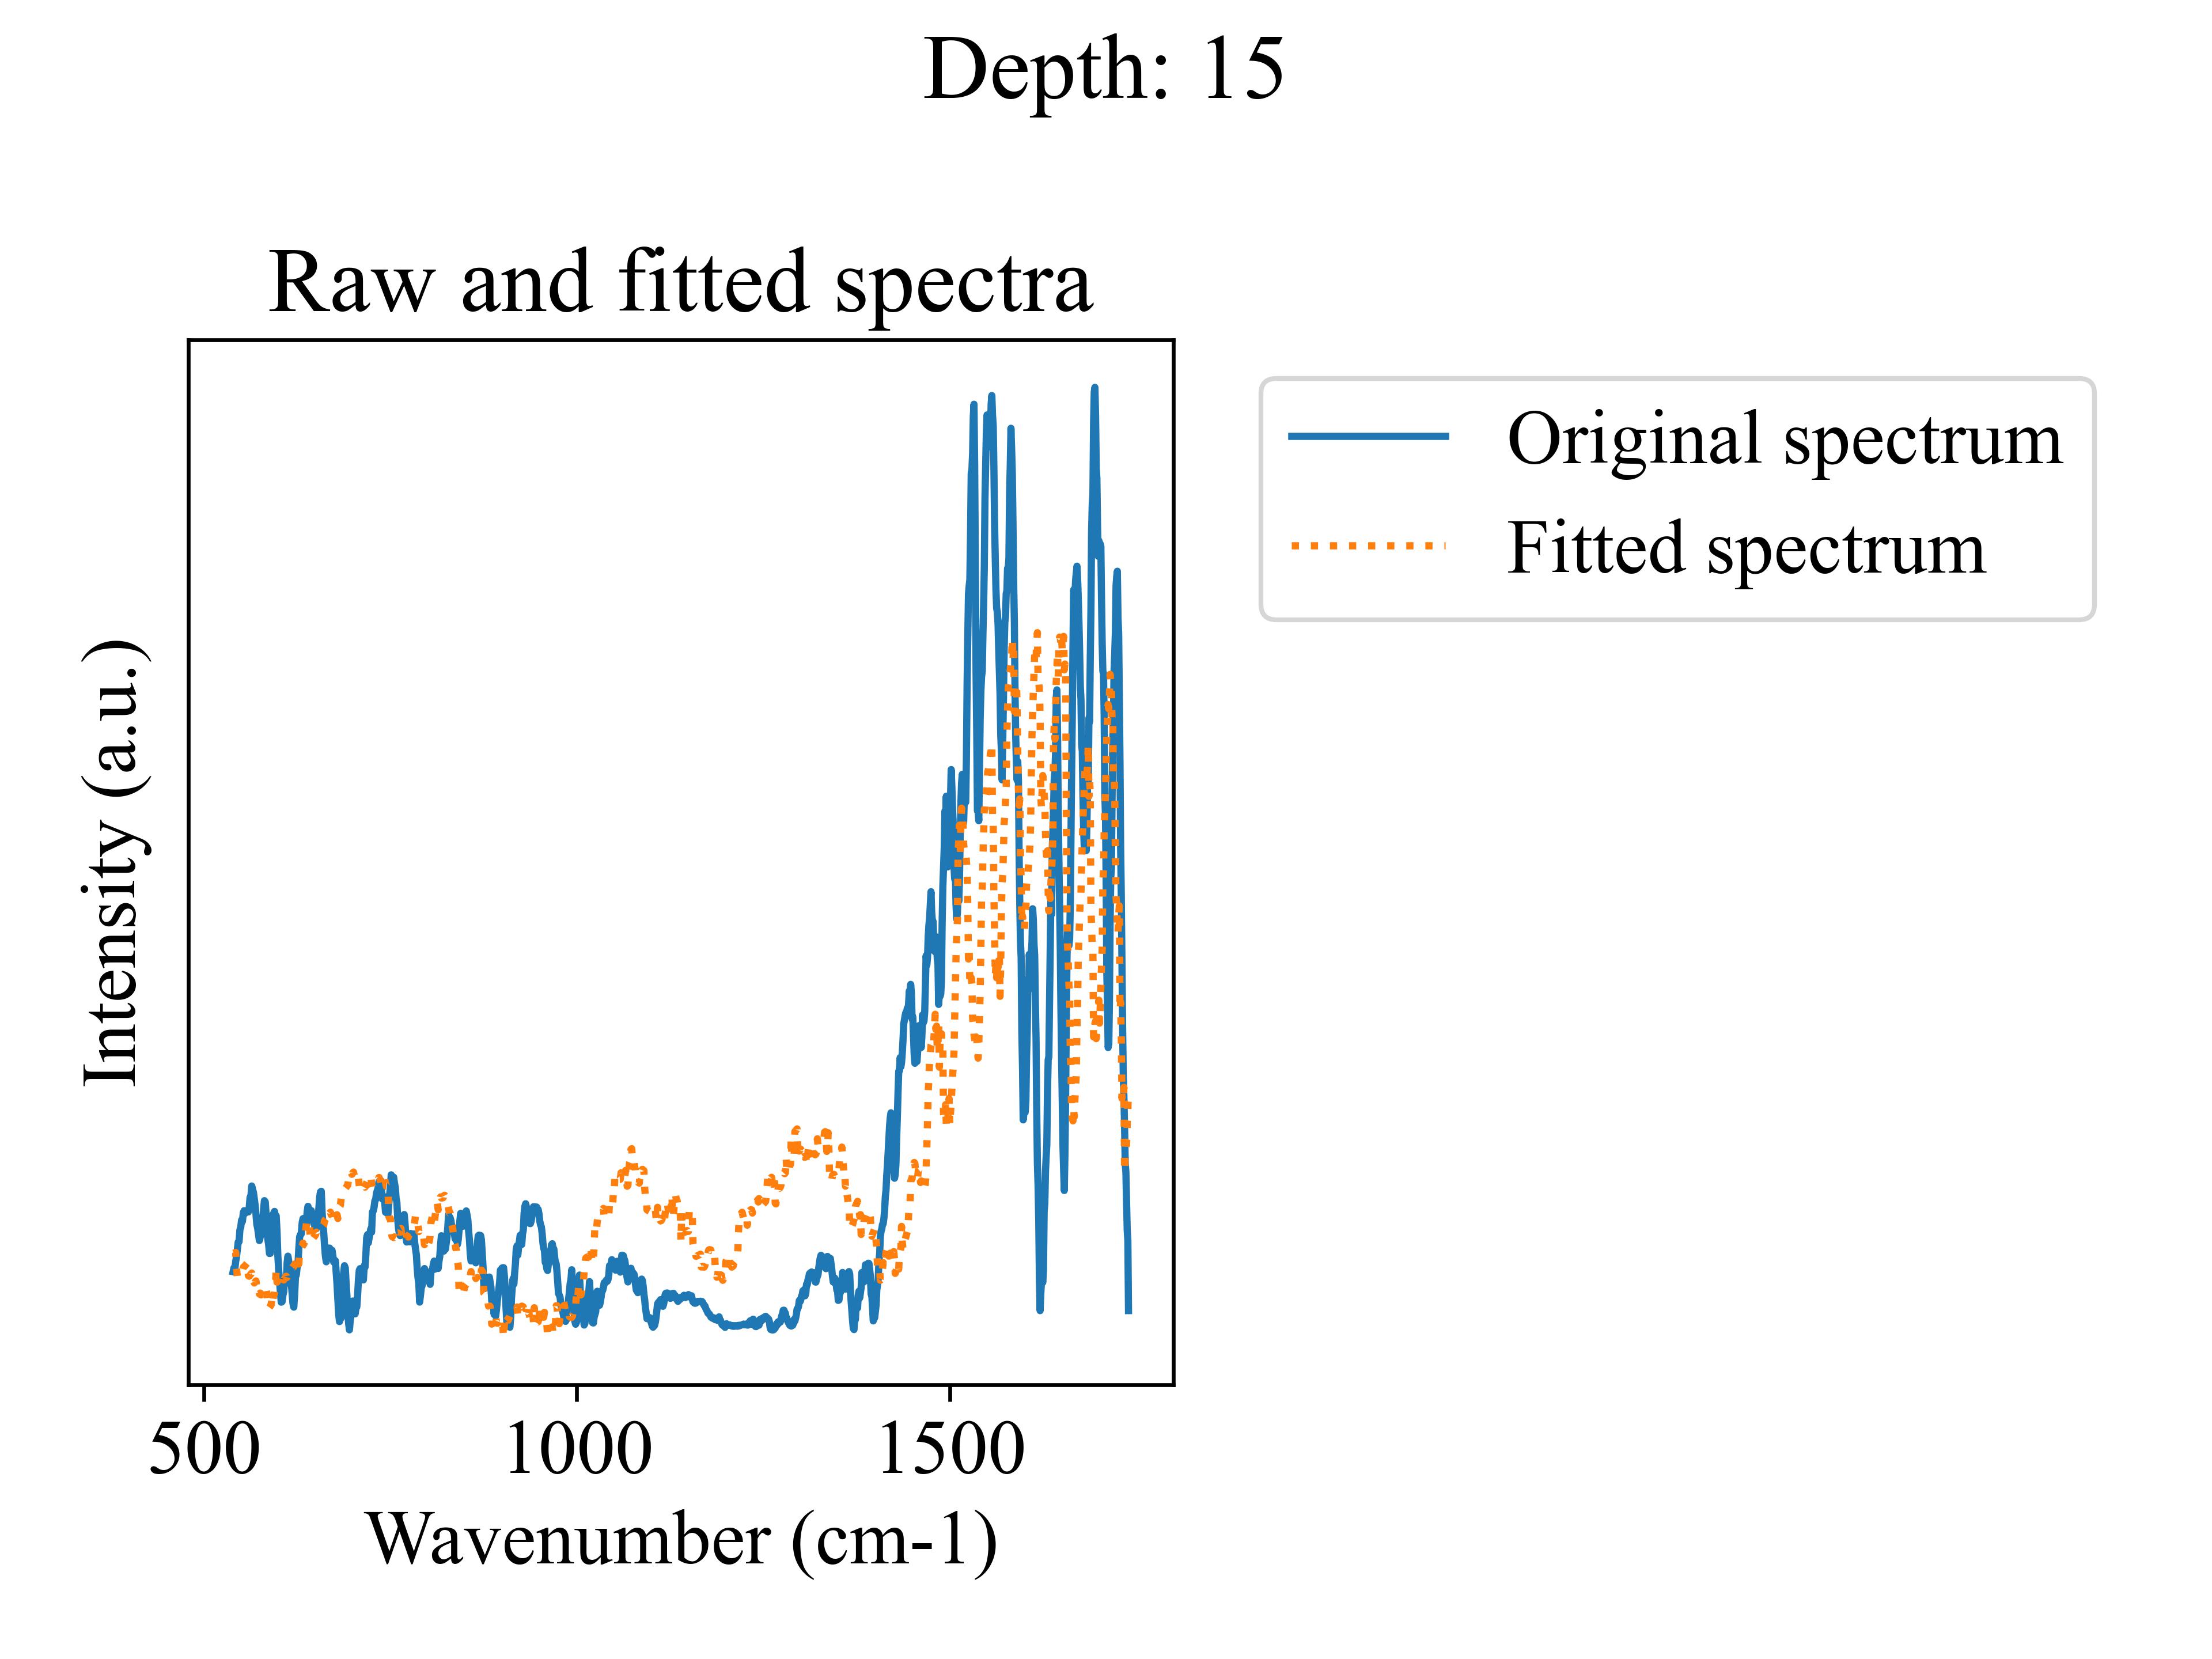 Depth: 15
Raw and fitted spectra
Original spectrum
Fitted spectrum
Intensity (a.u.)
500 1000 1500
Wavenumber (cm-1)